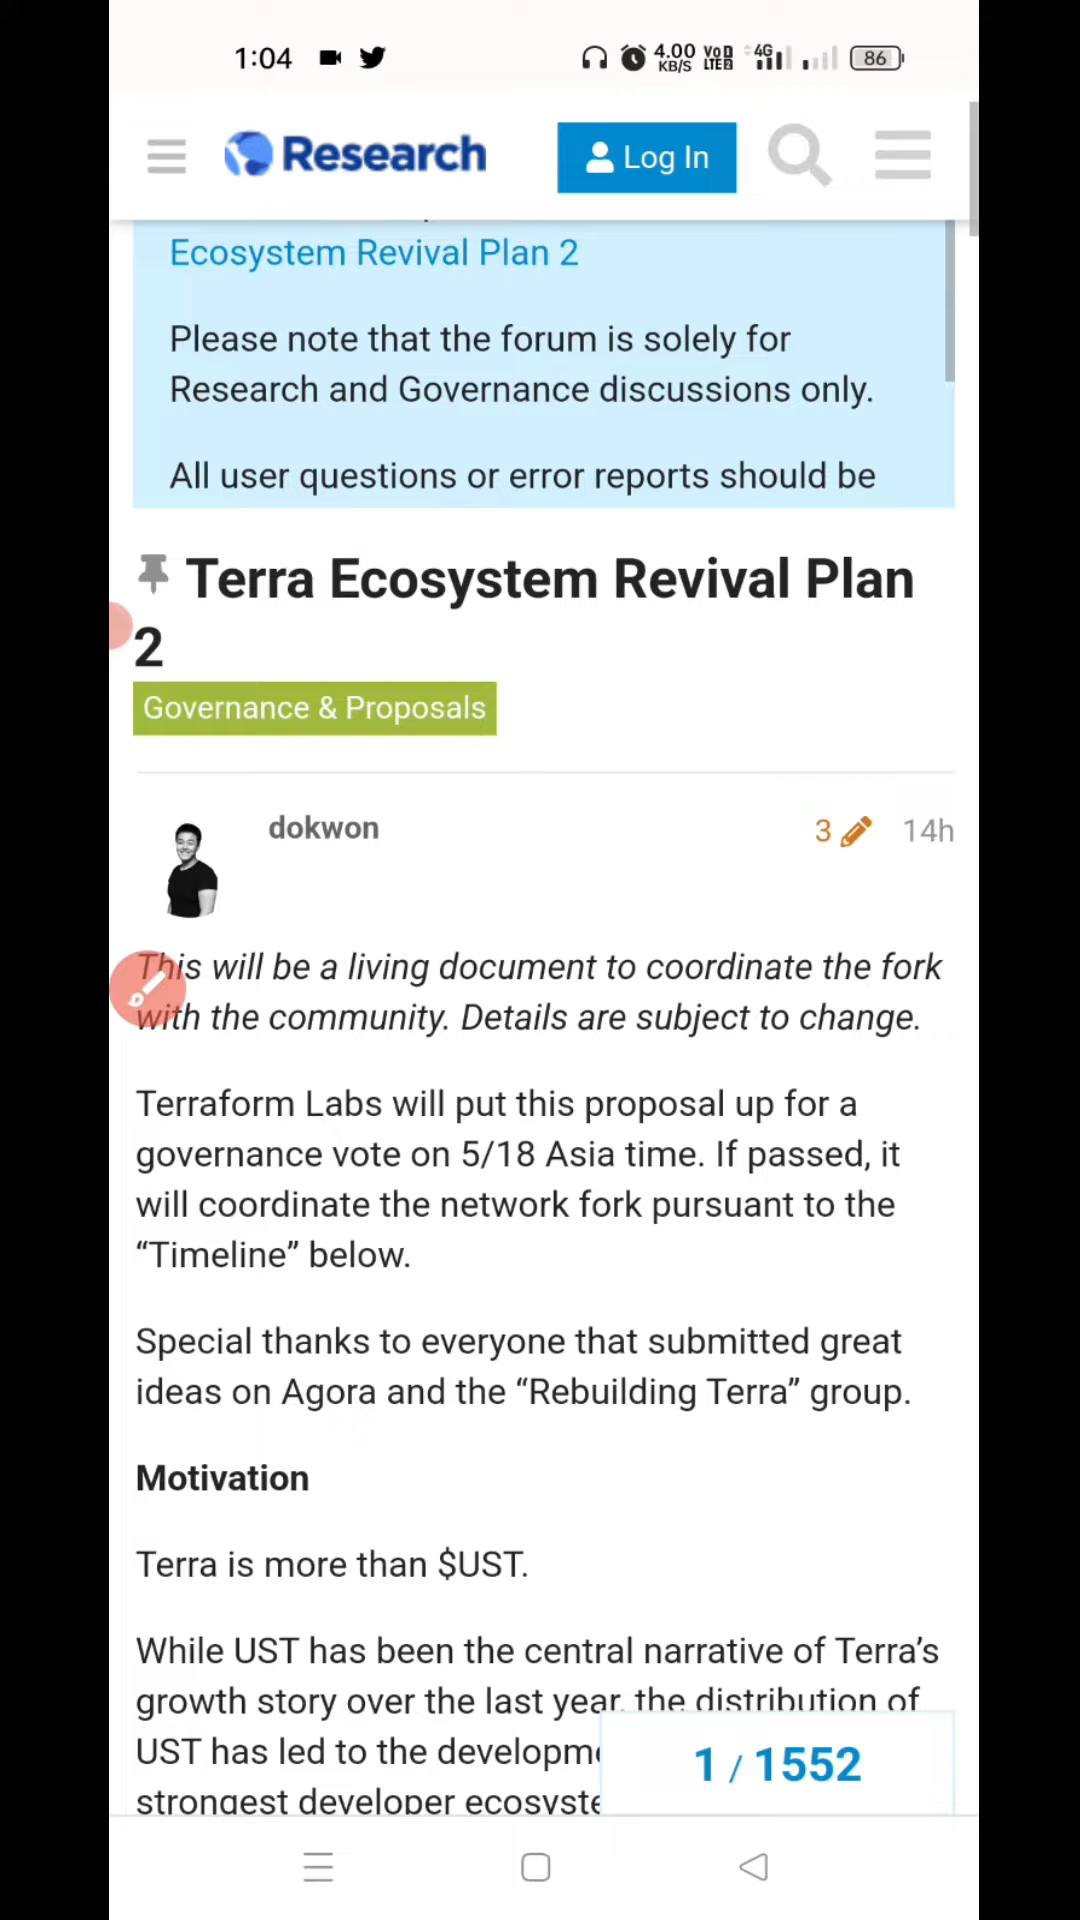 1:04
4.00
KB/S
VoD
LTE2
4G
86
Research
Log In
Ecosystem Revival Plan 2
Please note that the forum is solely for
Research and Governance discussions only.
All user questions or error reports should be
Terra Ecosystem Revival Plan
2
Governance & Proposals
dokwon
3
14h
This will be a living document to coordinate the fork
with the community. Details are subject to change.
Terraform Labs will put this proposal up for a
governance vote on 5/18 Asia time. If passed, it
will coordinate the network fork pursuant to the
“Timeline” below.
Special thanks to everyone that submitted great
ideas on Agora and the “Rebuilding Terra” group.
Motivation
Terra is more than $UST.
While UST has been the central narrative of Terra’s
growth story over the last year, the distribution of
UST has led to the developm
strongest developer ecosyste
1 / 1552